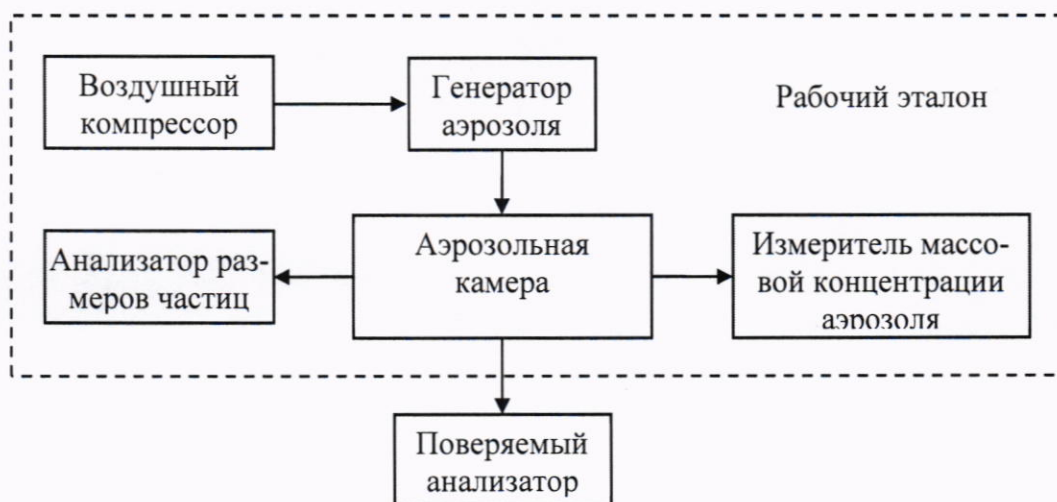 Воздушный
компрессор
Генератор
аэрозоля
Рабочий эталон
Анализатор раз-
меров частиц
Аэрозольная
камера
Измеритель массо-
вой концентрации
аэрозоля
Поверяемый
анализатор